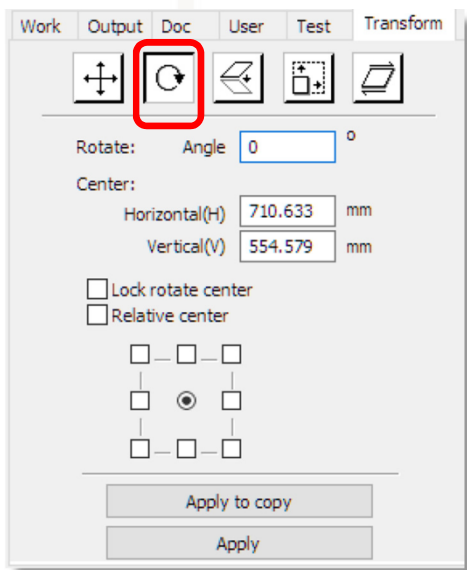 Work Output Doc User Test Transform
Rotate: Angle 0 °
Center:
Horizontal(H) 710.633 mm
Vertical(V) 554.579 mm
Lock rotate center
Relative center
Apply to copy
Apply